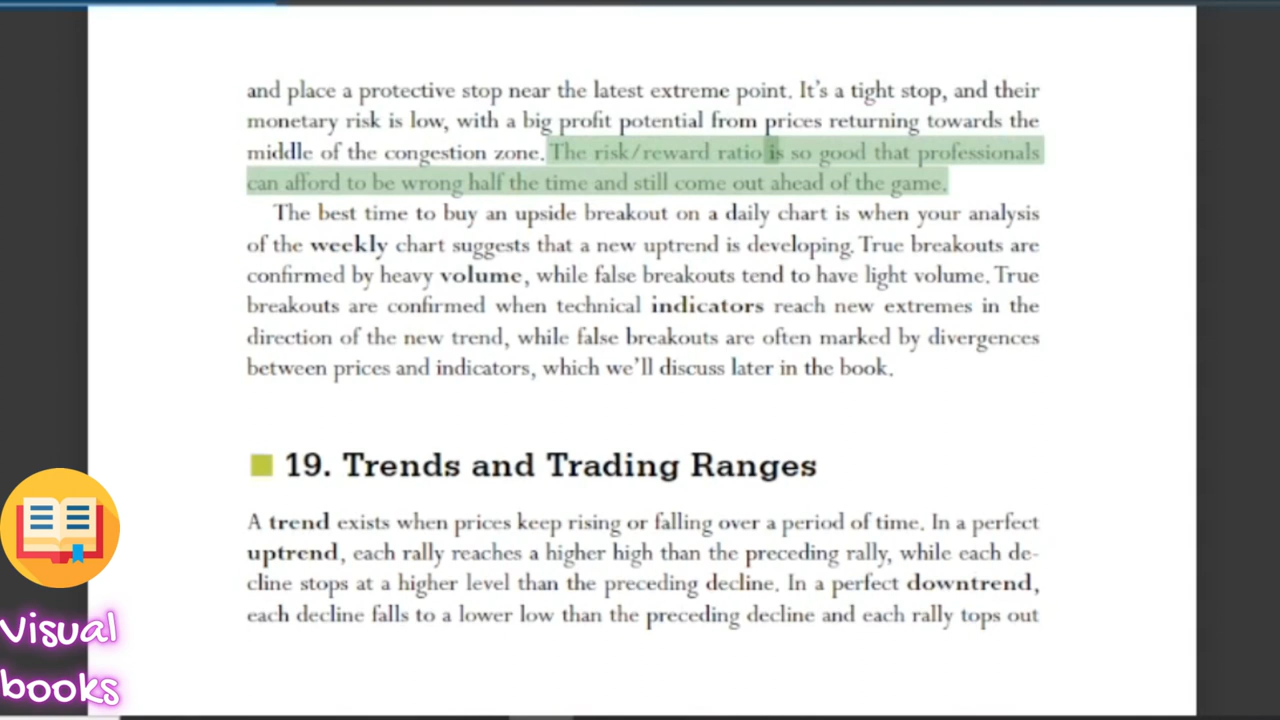 and place a protective stop near the latest extreme point. It’s a tight stop, and their
monetary risk is low, with a big profit potential from prices returning towards the
middle of the congestion zone. The risk/reward ratio is so good that professionals
can afford to be wrong half the time and still come out ahead of the game.
The best time to buy an upside breakout on a daily chart is when your analysis
of the weekly chart suggests that a new uptrend is developing. True breakouts are
confirmed by heavy volume, while false breakouts tend to have light volume. True
breakouts are confirmed when technical indicators reach new extremes in the
direction of the new trend, while false breakouts are often marked by divergences
between prices and indicators, which we’ll discuss later in the book.
19. Trends and Trading Ranges
A trend exists when prices keep rising or falling over a period of time. In a perfect
uptrend, each rally reaches a higher high than the preceding rally, while each de-
cline stops at a higher level than the preceding decline. In a perfect downtrend,
each decline falls to a lower low than the preceding decline and each rally tops out
Visual
books